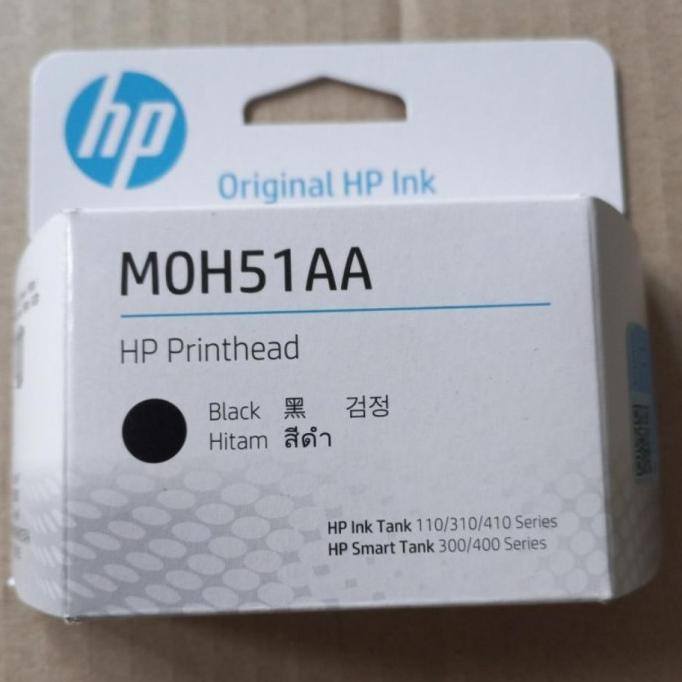 hp
Original HP Ink
M0H51AA
HP Printhead
Black 黑 검정
Hitam สีดำ
HP Ink Tank 110/310/410 Series
HP Smart Tank 300/400 Series